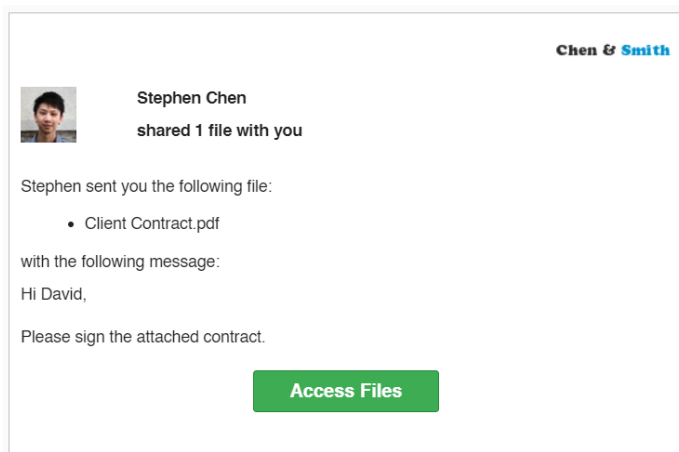 Chen & Smith
Stephen Chen
shared 1 file with you
Stephen sent you the following file:
• Client Contract.pdf
with the following message:
Hi David,
Please sign the attached contract.
Access Files